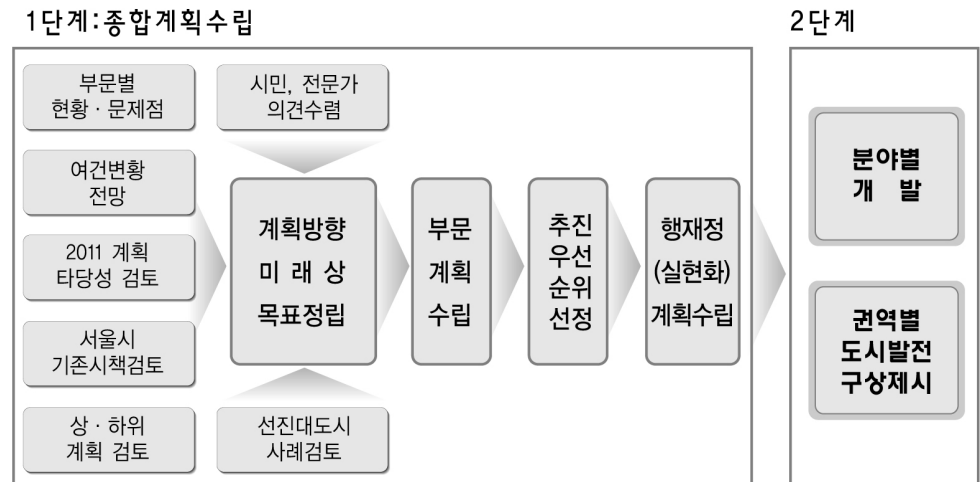 1단계:종합계획수립
부문별
현황·문제점
여건변황
전망
2011 계획
타당성 검토
서울시
기존시책검토
상·하위
계획 검토
시민, 전문가
의견수렴
계획방향
미 래 상
목표정립
선진대도시
사례검토
부문
계획
수립
추진
우선
순위
선정
행재정
(실현화)
계획수립
2단계
분야별
개 발
권역별
도시발전
구상제시